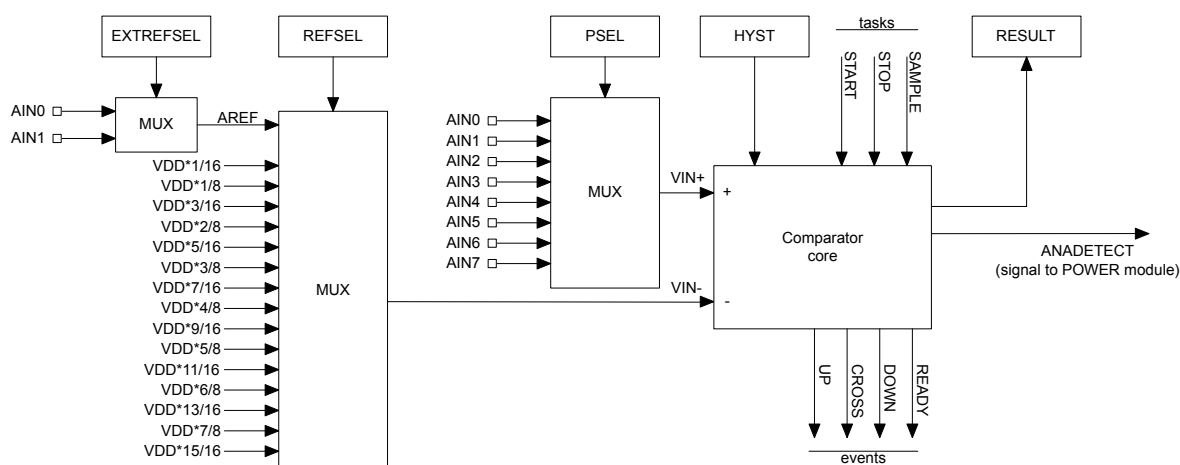 tasks
EXTREFSEL
REFSEL
PSEL
HYST
RESULT
START
STOP
SAMPLE
AIN0
AIN1
MUX
AREF
VDD*1/16
VDD*1/8
VDD*3/16
VDD*2/8
VDD*5/16
VDD*3/8
VDD*7/16
VDD*4/8
VDD*9/16
VDD*5/8
VDD*11/16
VDD*6/8
VDD*13/16
VDD*7/8
VDD*15/16
MUX
AIN0
AIN1
AIN2
AIN3
AIN4
AIN5
AIN6
AIN7
MUX
VIN+
VIN-
+
-
Comparator
core
ANADETECT
(signal to POWER module)
UP
CROSS
DOWN
READY
events